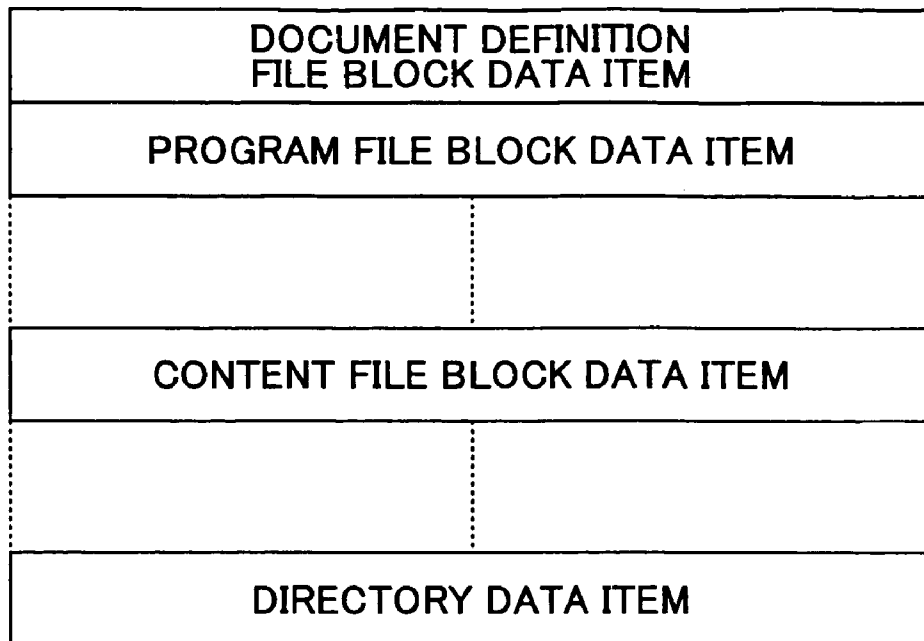 DOCUMENT DEFINITION
FILE BLOCK DATA ITEM
PROGRAM FILE BLOCK DATA ITEM
CONTENT FILE BLOCK DATA ITEM
DIRECTORY DATA ITEM